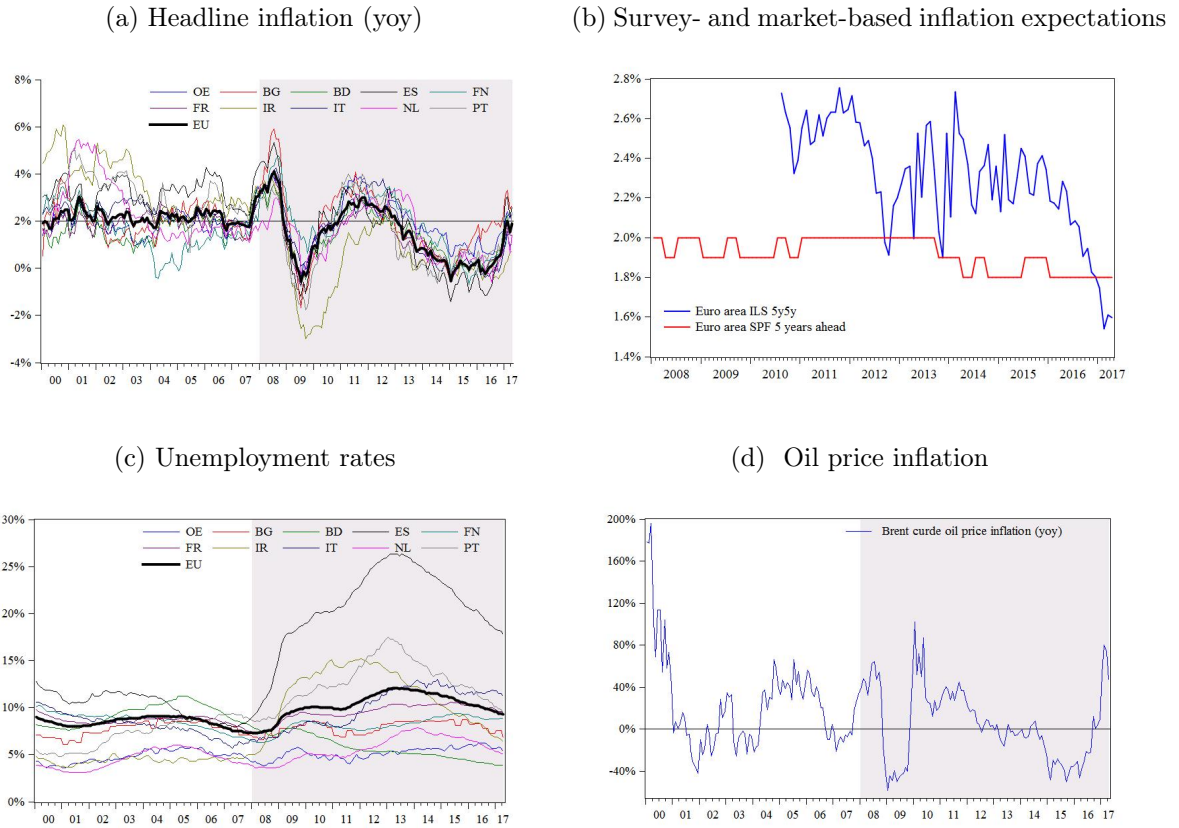 (a) Headline inflation (yoy)
8%
6%
4%
2%
0%
-2%
-4%
OE BG BD ES FN
FR IR IT NL PT
EU
00 01 02 03 04 05 06 07 08 09 10 11 12 13 14 15 16 17
(b) Survey- and market-based inflation expectations
2.8%
2.6%
2.4%
2.2%
2.0%
1.8%
1.6%
1.4%
Euro area ILS 5y5y
Euro area SPF 5 years ahead
2008 2009 2010 2011 2012 2013 2014 2015 2016 2017
(c) Unemployment rates
30%
25%
20%
15%
10%
5%
0%
OE BG BD ES FN
FR IR IT NL PT
EU
00 01 02 03 04 05 06 07 08 09 10 11 12 13 14 15 16 17
(d) Oil price inflation
200%
160%
120%
80%
40%
0%
-40%
Brent curde oil price inflation (yoy)
00 01 02 03 04 05 06 07 08 09 10 11 12 13 14 15 16 17